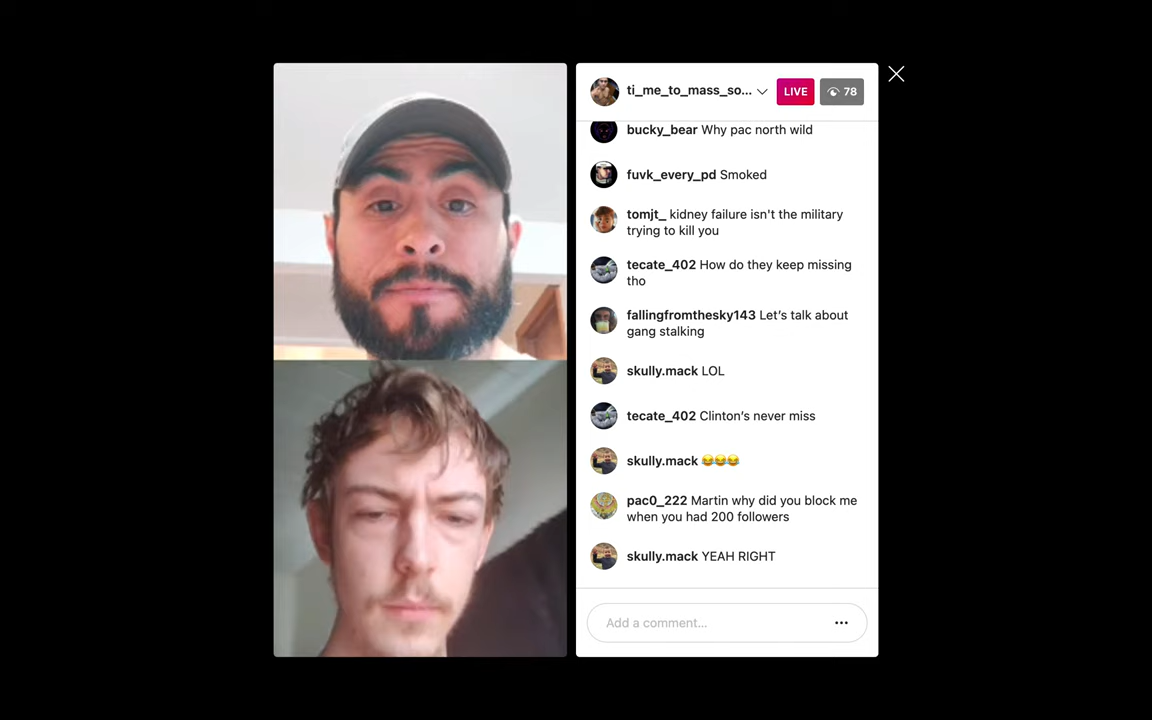 ti_me_to_mass_so...
LIVE
78
bucky_bear Why pac north wild
fuvk_every_pd Smoked
tomjt_ kidney failure isn't the military
trying to kill you
tecate_402 How do they keep missing
tho
fallingfromthesky143 Let’s talk about
gang stalking
skully.mack LOL
tecate_402 Clinton’s never miss
skully.mack 😂😂😂
pac0_222 Martin why did you block me
when you had 200 followers
skully.mack YEAH RIGHT
Add a comment...